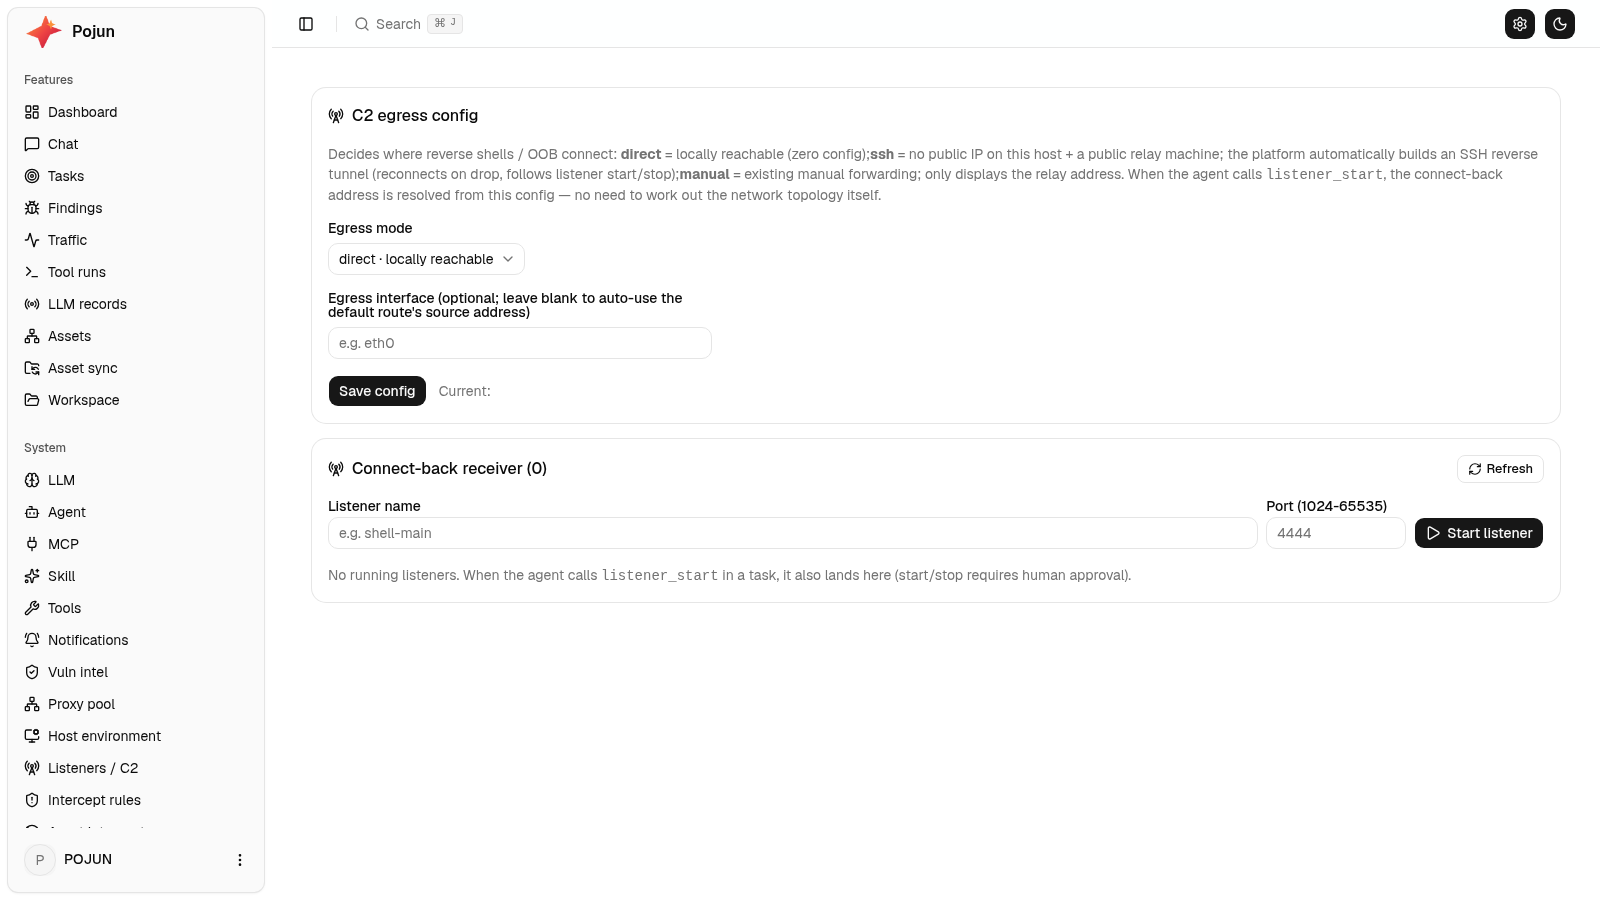 Pojun
Search ⌘ J
Features
Dashboard
Chat
Tasks
Findings
Traffic
Tool runs
LLM records
Assets
Asset sync
Workspace
System
LLM
Agent
MCP
Skill
Tools
Notifications
Vuln intel
Proxy pool
Host environment
Listeners / C2
Intercept rules
P POJUN
C2 egress config
Decides where reverse shells / OOB connect: direct = locally reachable (zero config);ssh = no public IP on this host + a public relay machine; the platform automatically builds an SSH reverse
tunnel (reconnects on drop, follows listener start/stop);manual = existing manual forwarding; only displays the relay address. When the agent calls listener_start, the connect-back
address is resolved from this config — no need to work out the network topology itself.
Egress mode
direct · locally reachable
Egress interface (optional; leave blank to auto-use the
default route's source address)
e.g. eth0
Save config Current:
Connect-back receiver (0)
Refresh
Listener name
Port (1024-65535)
e.g. shell-main
4444
Start listener
No running listeners. When the agent calls listener_start in a task, it also lands here (start/stop requires human approval).